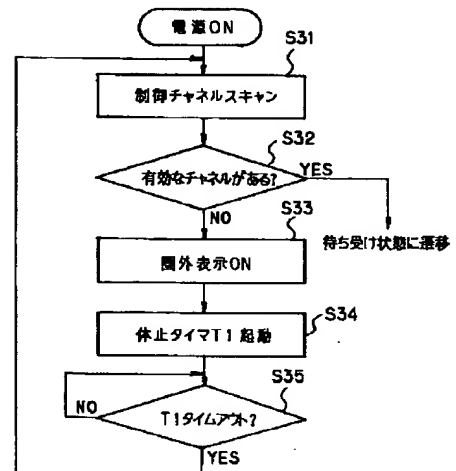 電源ON
S31
制御チャネルスキャン
S32
有効なチャネルがある?
YES
NO
S33
待ち受け状態に遷移
圏外表示ON
S34
休止タイマT1起動
S35
NO
T1タイムアウト?
YES